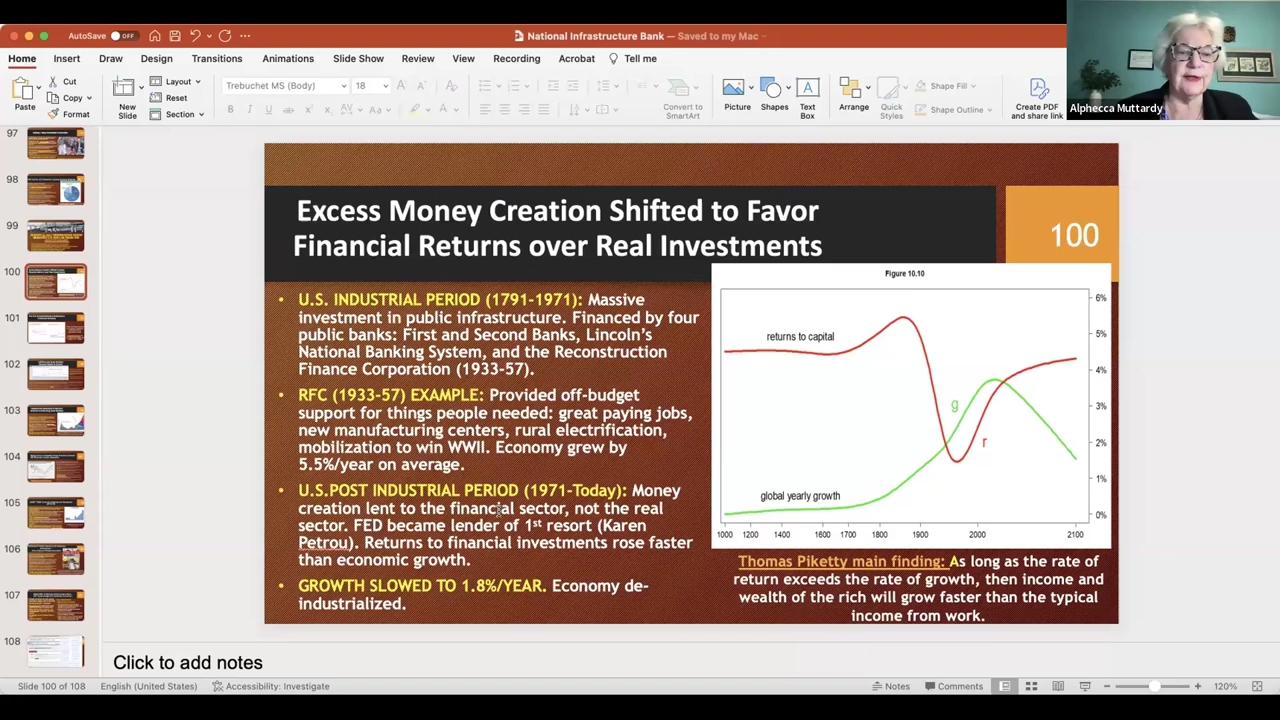 AutoSave OFF
National Infrastructure Bank — Saved to my Mac
Home Insert Draw Design Transitions Animations Slide Show Review Recording View Acrobat Tell me
Paste
Cut
Copy
Format
New Slide
Layout
Reset
Section
Trebuchet MS (Body) 18
Convert to SmartArt
Picture
Shapes
Text Box
Arrange
Quick Styles
Shape Fill
Shape Outline
Create PDF and share link
Alphecca Muttardy
97
98
99
100
101
102
103
104
105
106
107
108
Excess Money Creation Shifted to Favor
Financial Returns over Real Investments
100
• U.S. INDUSTRIAL PERIOD (1791-1971): Massive
investment in public infrastructure. Financed by four
public banks: First and Second Banks, Lincoln's
National Banking System, and the Reconstruction
Finance Corporation (1933-57).
• RFC (1933-57) EXAMPLE: Provided off-budget
support for things people needed: great paying jobs,
new manufacturing centers, rural electrification,
mobilization to win WWII. Economy grew by
5.5%/year on average.
• U.S.POST INDUSTRIAL PERIOD (1971-Today): Money
creation lent to the financial sector, not the real
sector. FED became lender of 1st resort (Karen
Petrou). Returns to financial investments rose faster
than economic growth.
• GROWTH SLOWED TO 1.8%/YEAR. Economy de-
industrialized.
Figure 10.10
returns to capital
g
r
global yearly growth
6%
5%
4%
3%
2%
1%
0%
1000 1200 1400 1600 1700 1800 1900 2000 2100
Thomas Piketty main finding: As long as the rate of
return exceeds the rate of growth, then income and
wealth of the rich will grow faster than the typical
income from work.
Click to add notes
Slide 100 of 108 English (United States) Accessibility: Investigate Notes Comments 120%